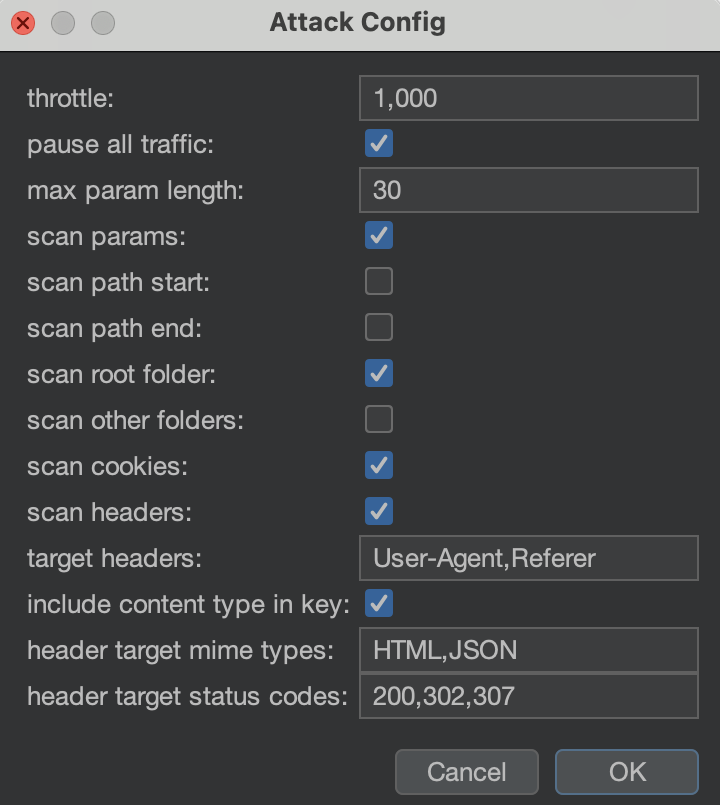 Attack Config
throttle: 1,000
pause all traffic:
max param length: 30
scan params:
scan path start:
scan path end:
scan root folder:
scan other folders:
scan cookies:
scan headers:
target headers: User-Agent,Referer
include content type in key:
header target mime types: HTML,JSON
header target status codes: 200,302,307
Cancel OK